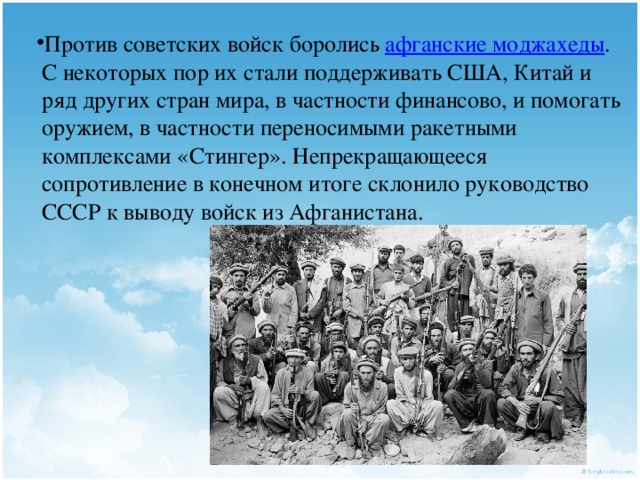 •Против советских войск боролись афганские моджахеды.
С некоторых пор их стали поддерживать США, Китай и
ряд других стран мира, в частности финансово, и помогать
оружием, в частности переносимыми ракетными
комплексами «Стингер». Непрекращающееся
сопротивление в конечном итоге склонило руководство
СССР к выводу войск из Афганистана.